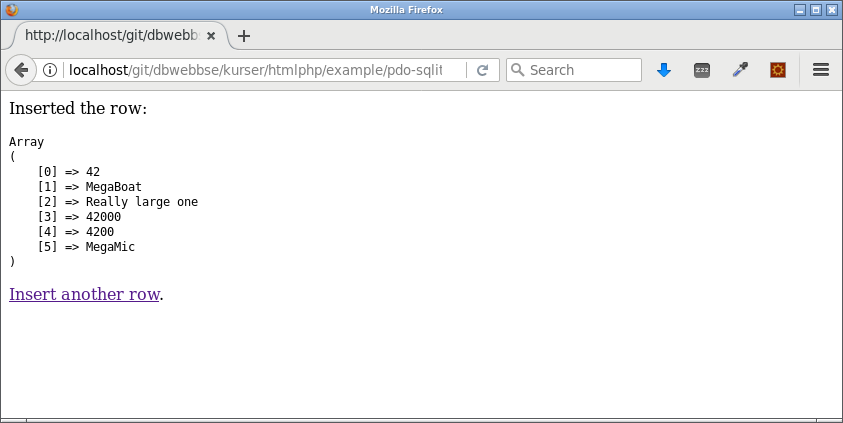 Mozilla Firefox
http://localhost/git/dbwebb
localhost/git/dbwebbse/kurser/htmlphp/example/pdo-sqlit
Search
zzz
Inserted the row:
Array
(
    [0] => 42
    [1] => MegaBoat
    [2] => Really large one
    [3] => 42000
    [4] => 4200
    [5] => MegaMic
)
Insert another row.